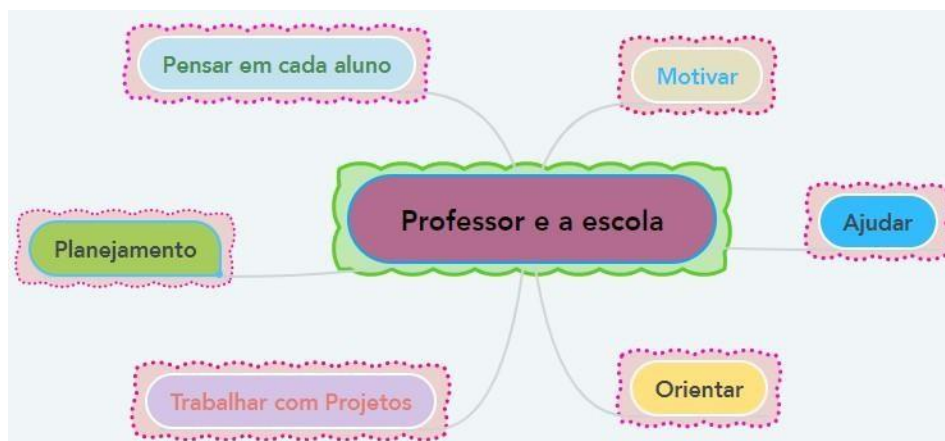 Pensar em cada aluno
Motivar
Professor e a escola
Ajudar
Planejamento
Trabalhar com Projetos
Orientar